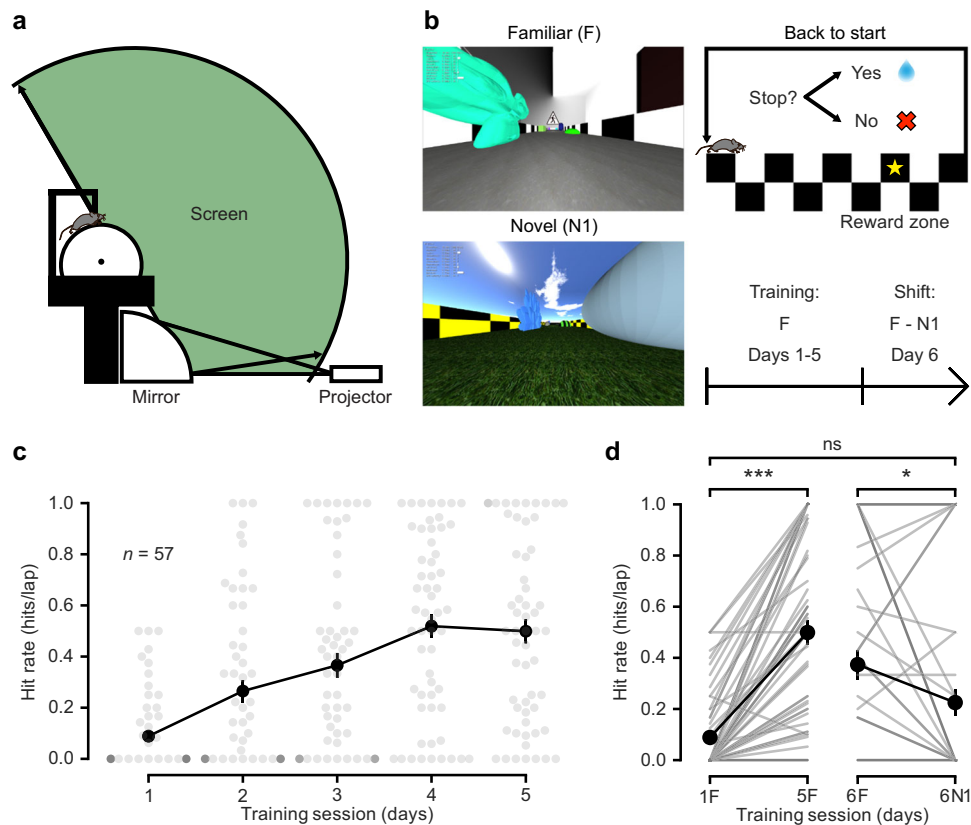 a
Screen
Mirror
Projector
b
Familiar (F)
Novel (N1)
Back to start
Stop?
Yes
No
Reward zone
Training:
F
Days 1-5
Shift:
F - N1
Day 6
c
n = 57
Hit rate (hits/lap)
1.0
0.8
0.6
0.4
0.2
0.0
1 2 3 4 5
Training session (days)
d
ns
*** *
Hit rate (hits/lap)
1.0
0.8
0.6
0.4
0.2
0.0
1F 5F 6F 6N1
Training session (days)